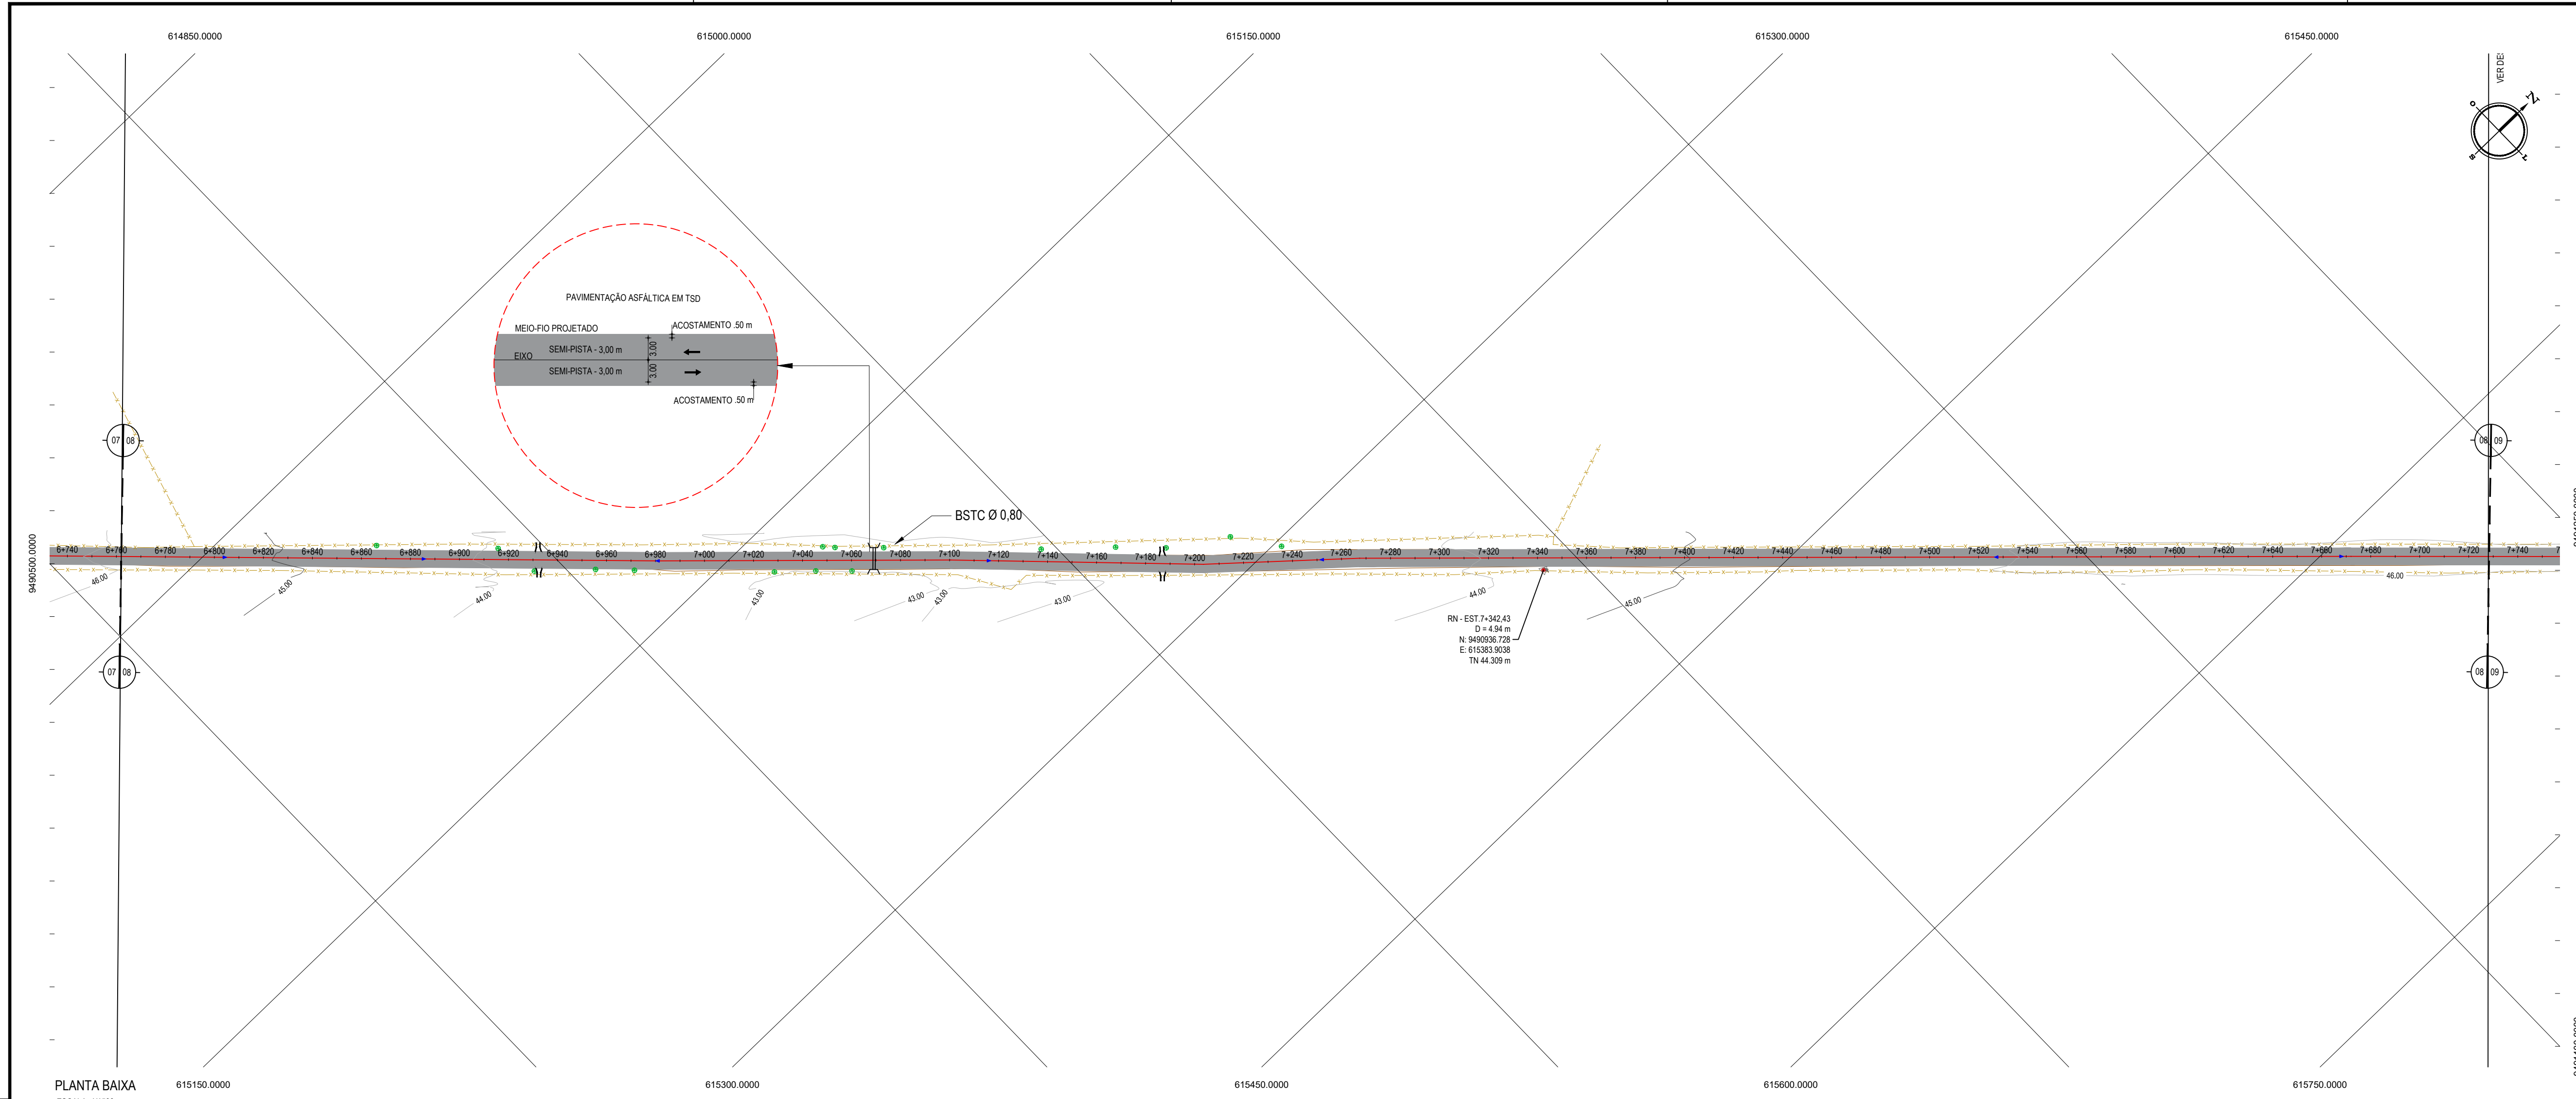 614850.0000
615000.0000
615150.0000
615300.0000
615450.0000
O
N
S
L
PAVIMENTAÇÃO ASFÁLTICA EM TSD
MEIO-FIO PROJETADO
ACOSTAMENTO .50 m
SEMI-PISTA - 3,00 m
3.00
EIXO
SEMI-PISTA - 3,00 m
3.00
ACOSTAMENTO .50 m
07 08
08 09
BSTC Ø 0,80
9490500.0000
6+740 6+760 6+780 6+800 6+820 6+840 6+860 6+880 6+900 6+920 6+940 6+960 6+980 7+000 7+020 7+040 7+060 7+080 7+100 7+120 7+140 7+160 7+180 7+200 7+220 7+240 7+260 7+280 7+300 7+320 7+340 7+360 7+380 7+400 7+420 7+440 7+460 7+480 7+500 7+520 7+540 7+560 7+580 7+600 7+620 7+640 7+660 7+680 7+700 7+720 7+740
46.00
45.00
44.00
43.00
43.00
43.00
43.00
44.00
45.00
46.00
RN - EST.7+342,43
D = 4.94 m
N: 9490936.728
E: 615383.9038
TN 44.309 m
07 08
08 09
PLANTA BAIXA
615150.0000
615300.0000
615450.0000
615600.0000
615750.0000